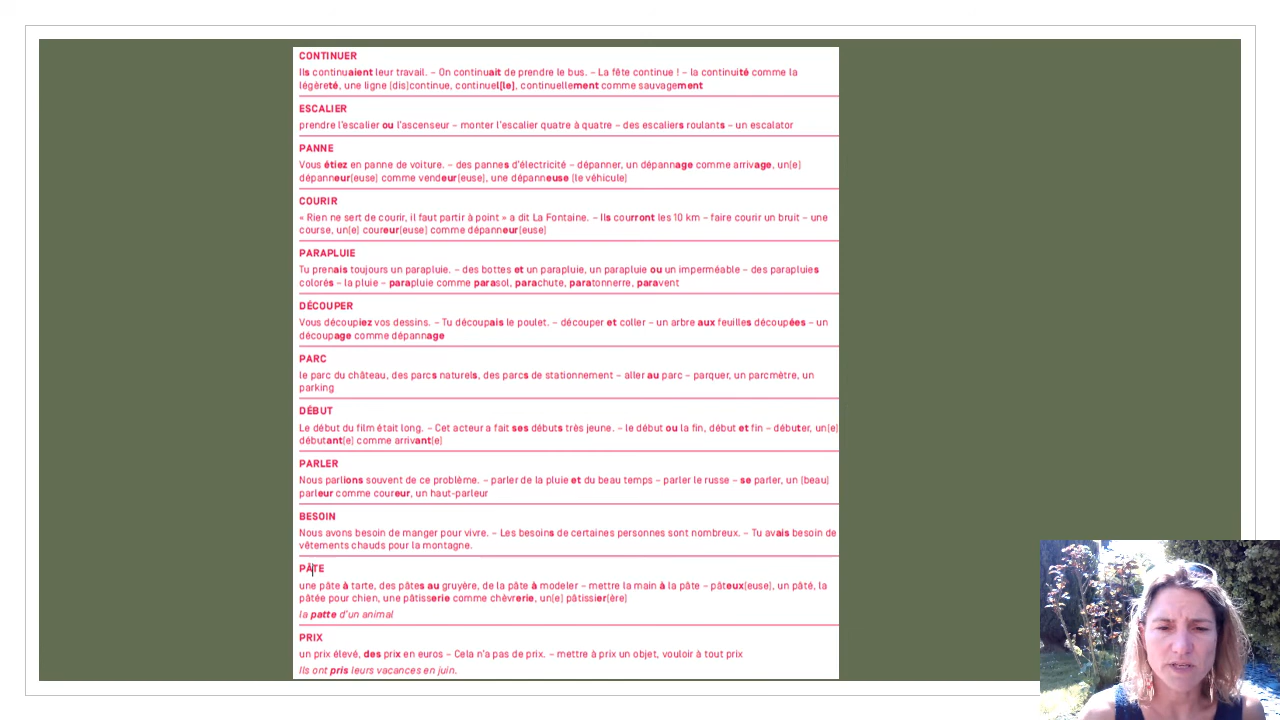 CONTINUER
Ils continuaient leur travail. – On continuait de prendre le bus. – La fête continue ! – la continuité comme la
légèreté, une ligne (dis)continue, continuel(le), continuellement comme sauvagement
ESCALIER
prendre l'escalier ou l'ascenseur – monter l'escalier quatre à quatre – des escaliers roulants – un escalator
PANNE
Vous étiez en panne de voiture. – des pannes d'électricité – dépanner, un dépannage comme arrivage, un(e)
dépanneur(euse) comme vendeur(euse), une dépanneuse (le véhicule)
COURIR
« Rien ne sert de courir, il faut partir à point » a dit La Fontaine. – Ils courront les 10 km – faire courir un bruit – une
course, un(e) coureur(euse) comme dépanneur(euse)
PARAPLUIE
Tu prenais toujours un parapluie. – des bottes et un parapluie, un parapluie ou un imperméable – des parapluies
colorés – la pluie – parapluie comme parasol, parachute, paratonnerre, paravent
DÉCOUPER
Vous découpiez vos dessins. – Tu découpais le poulet. – découper et coller – un arbre aux feuilles découpées – un
découpage comme dépannage
PARC
le parc du château, des parcs naturels, des parcs de stationnement – aller au parc – parquer, un parcmètre, un
parking
DÉBUT
Le début du film était long. – Cet acteur a fait ses débuts très jeune. – le début ou la fin, début et fin – débuter, un(e)
débutant(e) comme arrivant(e)
PARLER
Nous parlions souvent de ce problème. – parler de la pluie et du beau temps – parler le russe – se parler, un (beau)
parleur comme coureur, un haut-parleur
BESOIN
Nous avons besoin de manger pour vivre. – Les besoins de certaines personnes sont nombreux. – Tu avais besoin de
vêtements chauds pour la montagne.
PÂTE
une pâte à tarte, des pâtes au gruyère, de la pâte à modeler – mettre la main à la pâte – pâteux(euse), un pâté, la
pâtée pour chien, une pâtisserie comme chèvrerie, un(e) pâtissier(ère)
la patte d'un animal
PRIX
un prix élevé, des prix en euros – Cela n'a pas de prix. – mettre à prix un objet, vouloir à tout prix
Ils ont pris leurs vacances en juin.